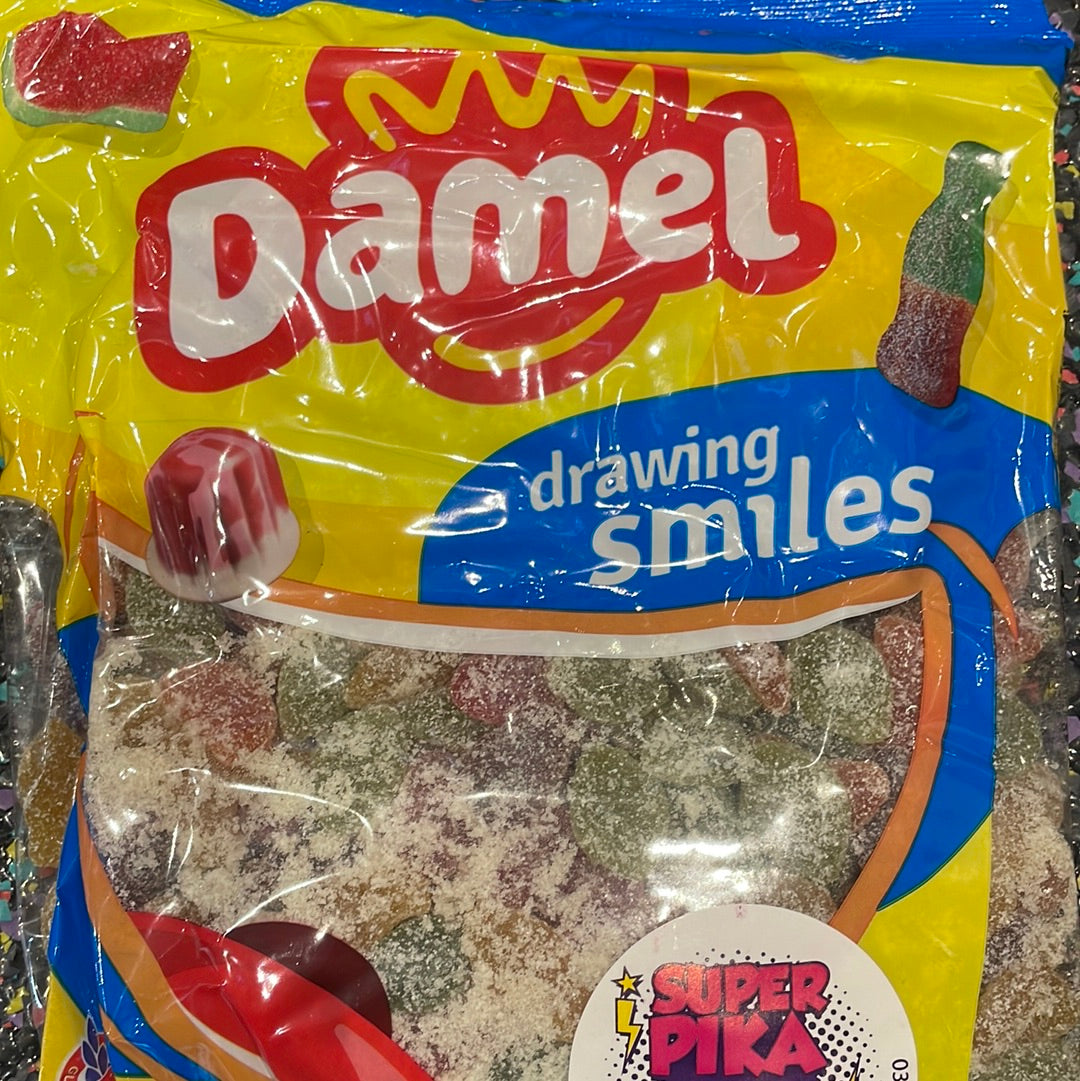 Damel
drawing
smiles
SUPER
PIKA